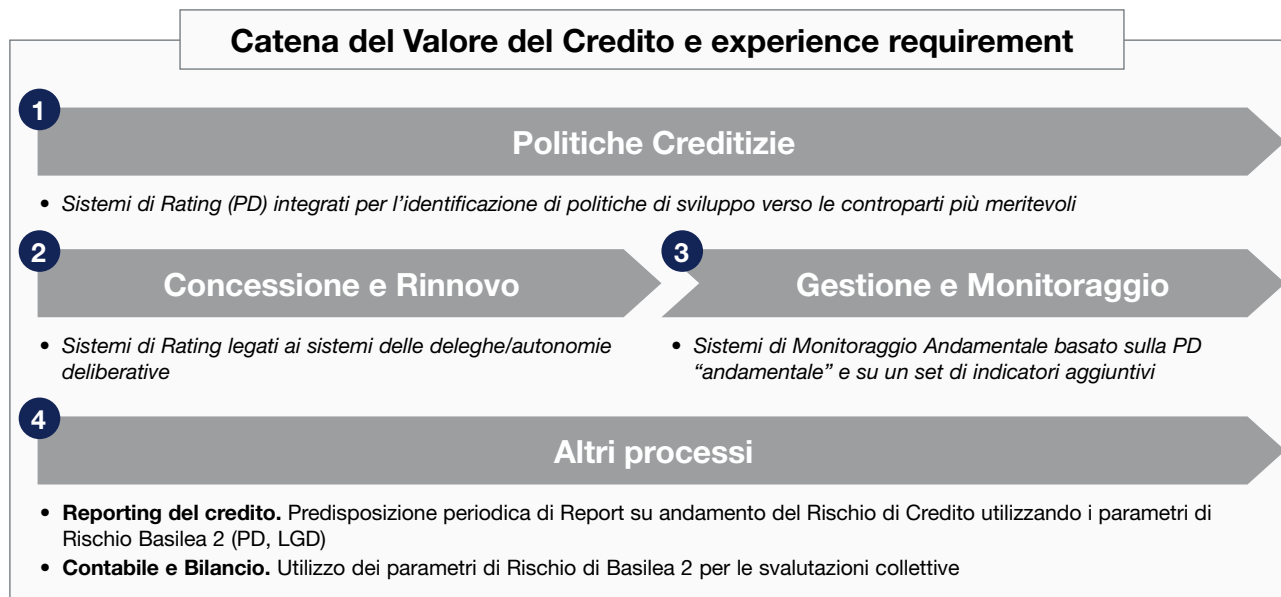 Catena del Valore del Credito e experience requirement
1
Politiche Creditizie
• Sistemi di Rating (PD) integrati per l'identificazione di politiche di sviluppo verso le controparti più meritevoli
2
Concessione e Rinnovo
• Sistemi di Rating legati ai sistemi delle deleghe/autonomie
deliberative
3
Gestione e Monitoraggio
• Sistemi di Monitoraggio Andamentale basato sulla PD
“andamentale” e su un set di indicatori aggiuntivi
4
Altri processi
• Reporting del credito. Predisposizione periodica di Report su andamento del Rischio di Credito utilizzando i parametri di
Rischio Basilea 2 (PD, LGD)
• Contabile e Bilancio. Utilizzo dei parametri di Rischio di Basilea 2 per le svalutazioni collettive